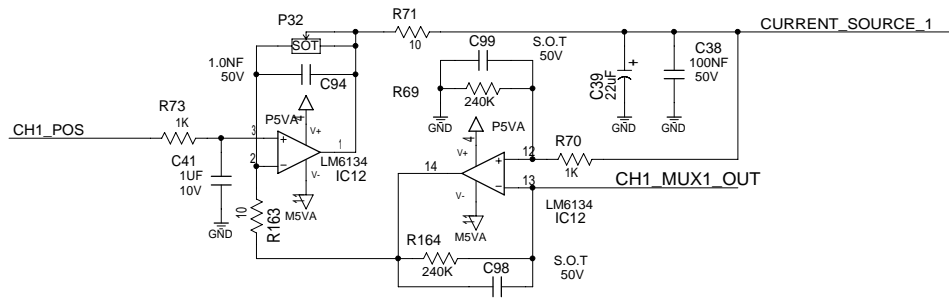 P32
SOT
R71
10
CURRENT_SOURCE_1
1.0NF
50V
C94
C99
S.O.T
50V
C39
22uF
+
C38
100NF
50V
R69
240K
GND
GND
GND
R73
1K
CH1_POS
P5VA
4
V+
3
+
2
-
1
V-
LM6134
IC12
11
M5VA
C41
1UF
10V
GND
10
R163
P5VA
4
V+
12
+
13
-
14
V-
11
M5VA
R70
1K
CH1_MUX1_OUT
LM6134
IC12
R164
240K
C98
S.O.T
50V